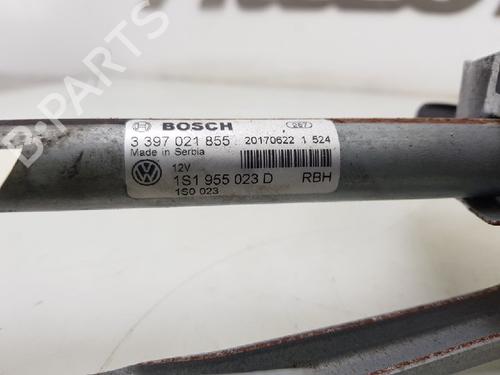 BOSCH 267
3 397 021 855 20170622 1 524
Made in Serbia
12V
1S1 955 023 D RBH
1S0 023